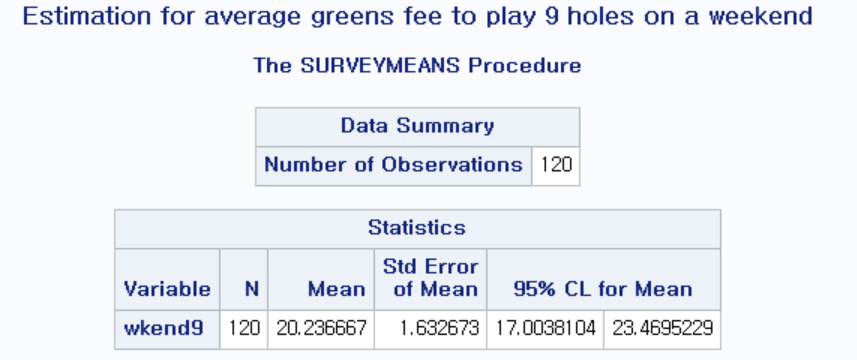 Estimation for average greens fee to play 9 holes on a weekend
The SURVEYMEANS Procedure
Data Summary
Number of Observations 120
Statistics
Variable N Mean Std Error of Mean 95% CL for Mean
wkend9 120 20.236667 1.632673 17.0038104 23.4695229